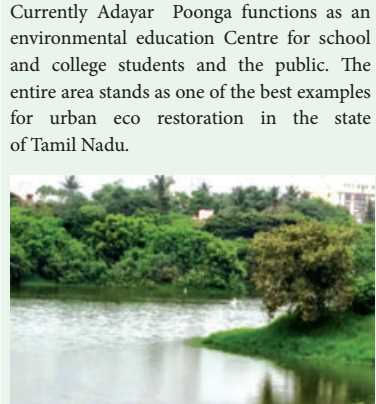 Currently Adayar Poonga functions as an
environmental education Centre for school
and college students and the public. The
entire area stands as one of the best examples
for urban eco restoration in the state
of Tamil Nadu.